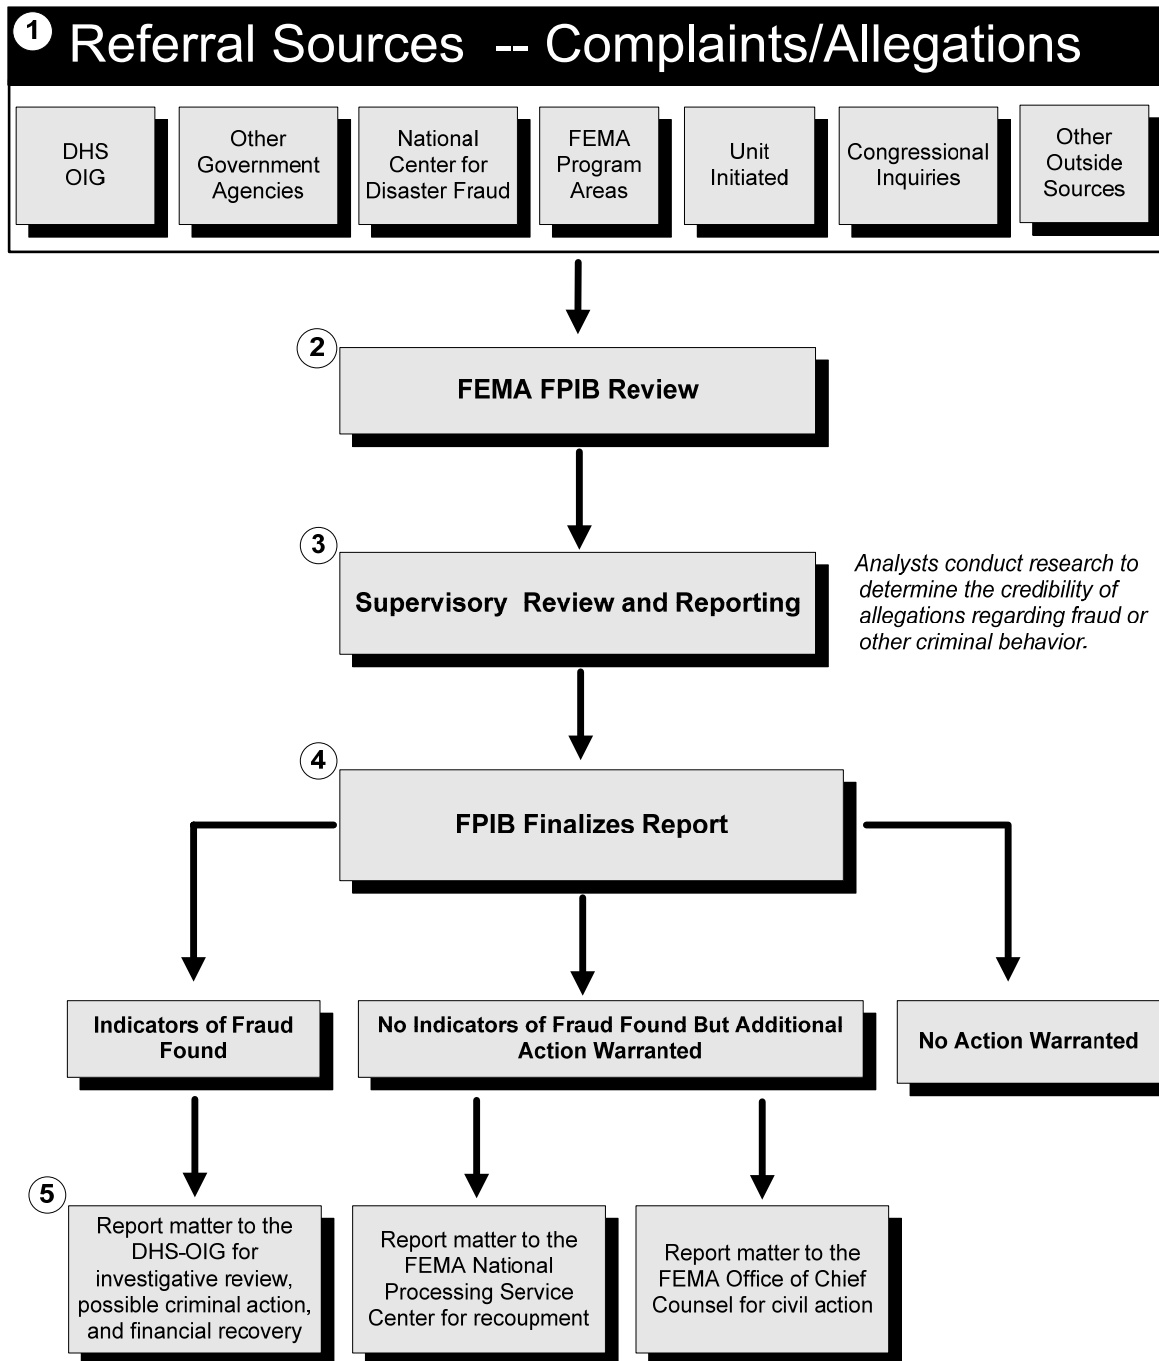 1 Referral Sources -- Complaints/Allegations
DHS
OIG
Other
Government
Agencies
National
Center for
Disaster Fraud
FEMA
Program
Areas
Unit
Initiated
Congressional
Inquiries
Other
Outside
Sources
2
FEMA FPIB Review
3
Supervisory Review and Reporting
Analysts conduct research to
determine the credibility of
allegations regarding fraud or
other criminal behavior.
4
FPIB Finalizes Report
Indicators of Fraud
Found
No Indicators of Fraud Found But Additional
Action Warranted
No Action Warranted
5
Report matter to the
DHS-OIG for
investigative review,
possible criminal action,
and financial recovery
Report matter to the
FEMA National
Processing Service
Center for recoupment
Report matter to the
FEMA Office of Chief
Counsel for civil action